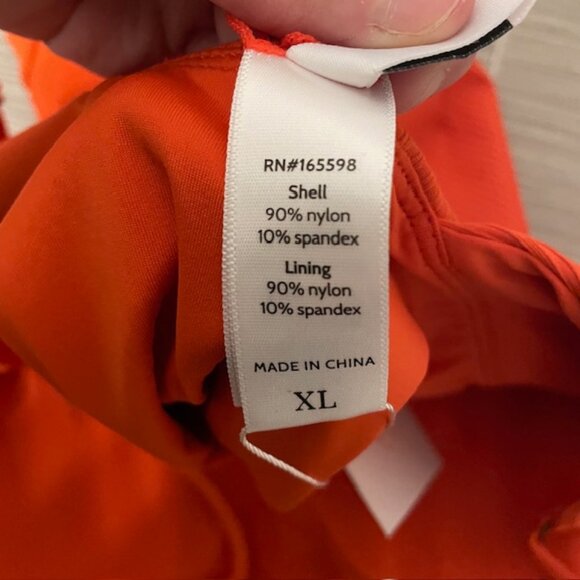 RN#165598
Shell
90% nylon
10% spandex
Lining
90% nylon
10% spandex
MADE IN CHINA
XL